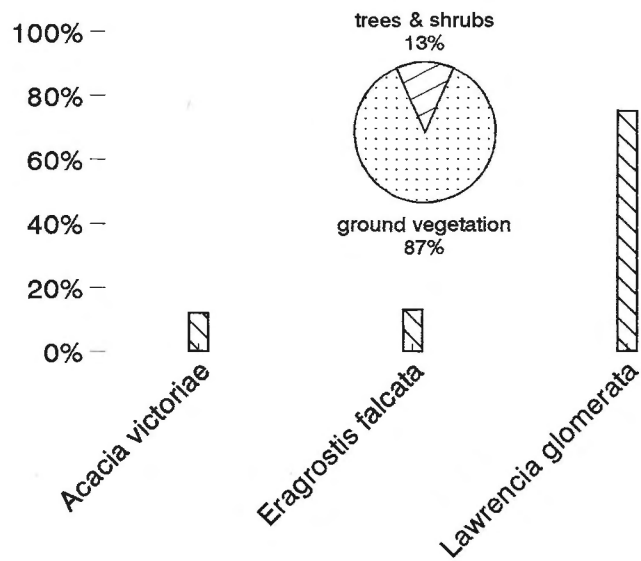 trees & shrubs
13%
100%
80%
60%
40%
20%
0%
ground vegetation
87%
Acacia victoriae
Eragrostis falcata
Lawrencia glomerata